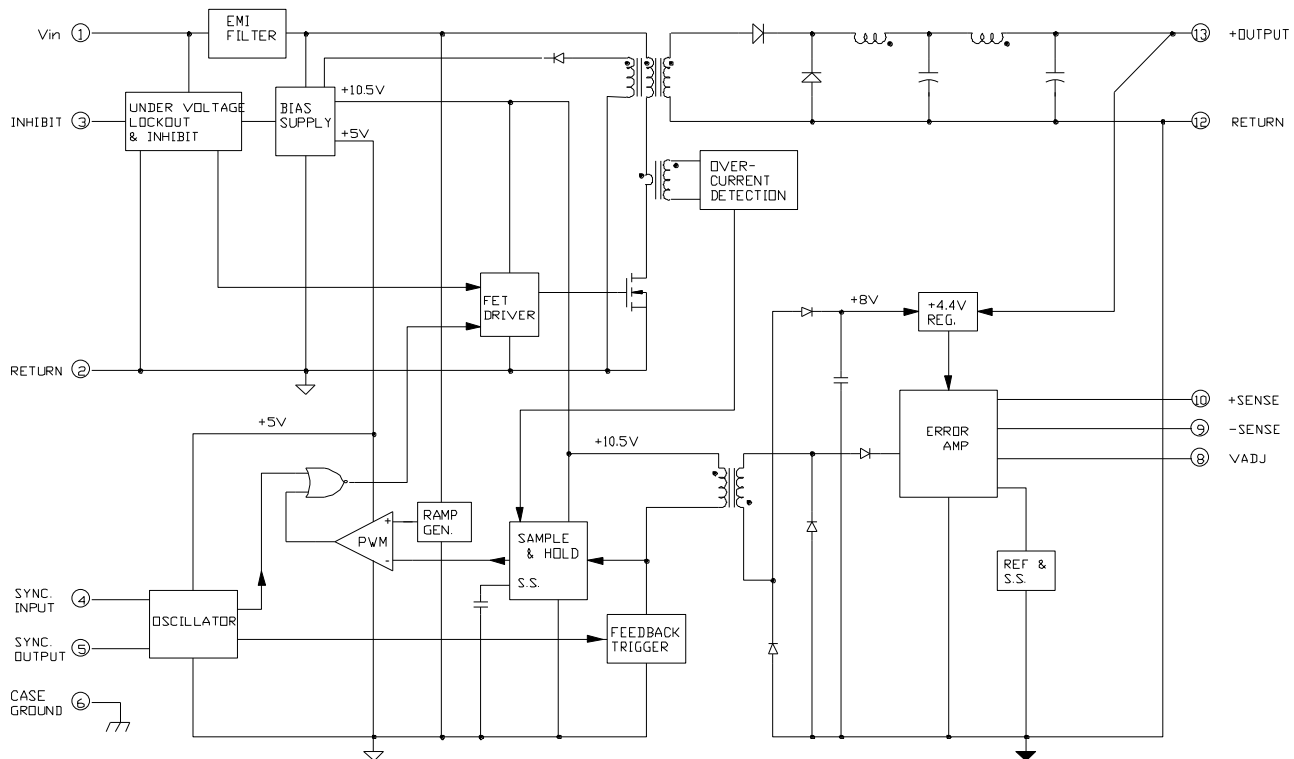 Vin 1
EMI
FILTER
13 +OUTPUT
INHIBIT 3
UNDER VOLTAGE
LOCKOUT
& INHIBIT
BIAS
SUPPLY
+10.5V
+5V
12 RETURN
OVER-
CURRENT
DETECTION
FET
DRIVER
+8V
+4.4V
REG.
RETURN 2
+5V
+10.5V
ERROR
AMP
10 +SENSE
9 -SENSE
8 VADJ
RAMP
GEN.
+
PWM
-
SAMPLE
& HOLD
S.S.
REF &
S.S.
SYNC.
INPUT 4
OSCILLATOR
SYNC.
OUTPUT 5
FEEDBACK
TRIGGER
CASE
GROUND 6